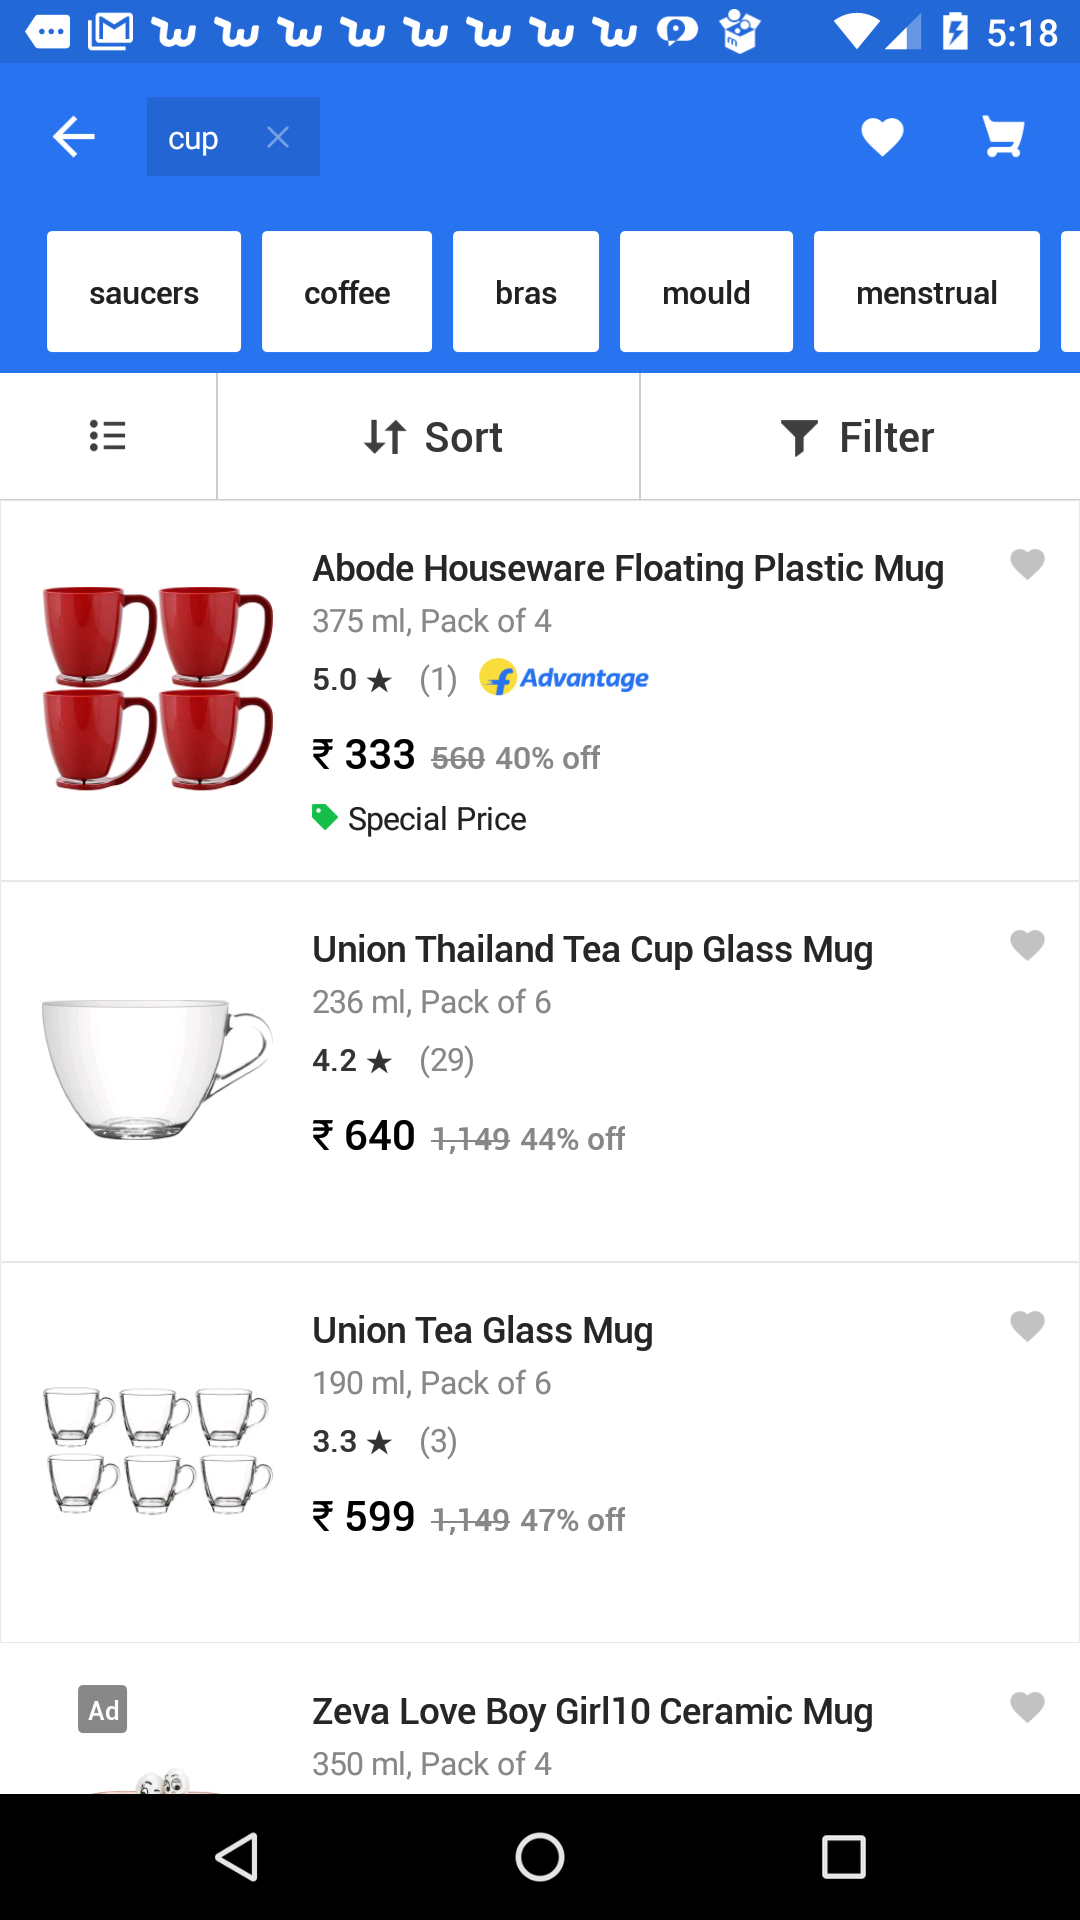 5:18
cup
saucers coffee bras mould menstrual
Sort Filter
Abode Houseware Floating Plastic Mug
375 ml, Pack of 4
5.0 ★ (1) f Advantage
₹ 333 560 40% off
Special Price
Union Thailand Tea Cup Glass Mug
236 ml, Pack of 6
4.2 ★ (29)
₹ 640 1,149 44% off
Union Tea Glass Mug
190 ml, Pack of 6
3.3 ★ (3)
₹ 599 1,149 47% off
Ad
Zeva Love Boy Girl10 Ceramic Mug
350 ml, Pack of 4